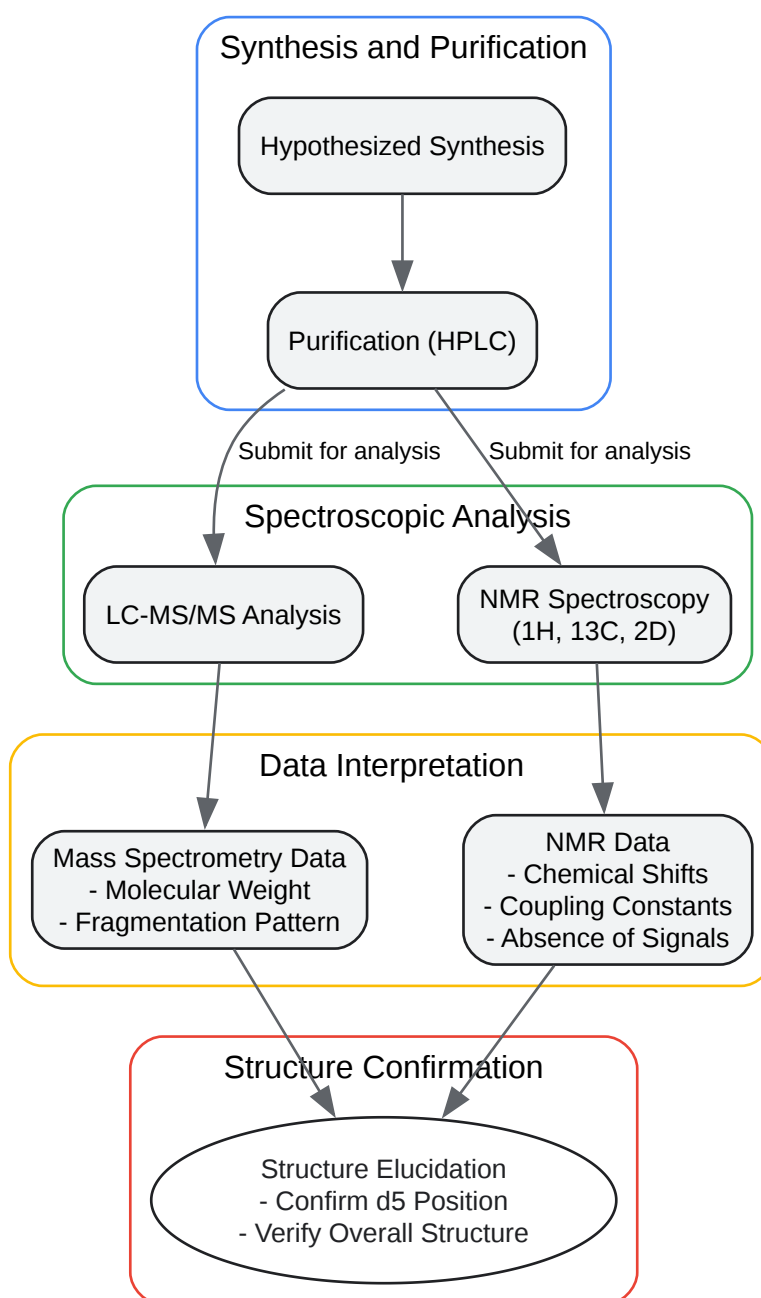 Synthesis and Purification
Hypothesized Synthesis
Purification (HPLC)
Submit for analysis
Submit for analysis
Spectroscopic Analysis
LC-MS/MS Analysis
NMR Spectroscopy
(1H, 13C, 2D)
Data Interpretation
Mass Spectrometry Data
- Molecular Weight
- Fragmentation Pattern
NMR Data
- Chemical Shifts
- Coupling Constants
- Absence of Signals
Structure Confirmation
Structure Elucidation
- Confirm d5 Position
- Verify Overall Structure